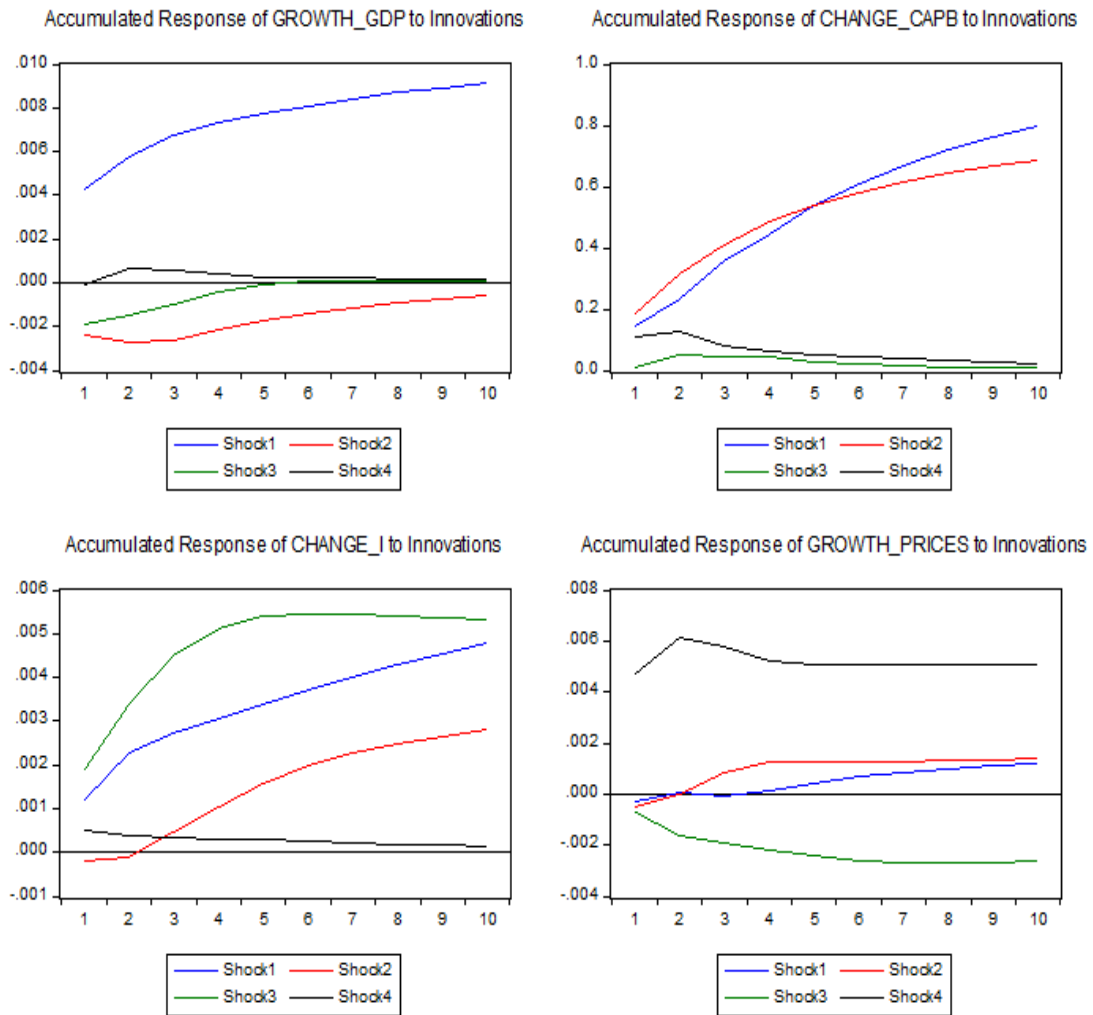 Accumulated Response of GROWTH_GDP to Innovations
.010
.008
.006
.004
.002
.000
-.002
-.004
1 2 3 4 5 6 7 8 9 10
Shock1 Shock2
Shock3 Shock4
Accumulated Response of CHANGE_CAPB to Innovations
1.0
0.8
0.6
0.4
0.2
0.0
1 2 3 4 5 6 7 8 9 10
Shock1 Shock2
Shock3 Shock4
Accumulated Response of CHANGE_I to Innovations
.006
.005
.004
.003
.002
.001
.000
-.001
1 2 3 4 5 6 7 8 9 10
Shock1 Shock2
Shock3 Shock4
Accumulated Response of GROWTH_PRICES to Innovations
.008
.006
.004
.002
.000
-.002
-.004
1 2 3 4 5 6 7 8 9 10
Shock1 Shock2
Shock3 Shock4